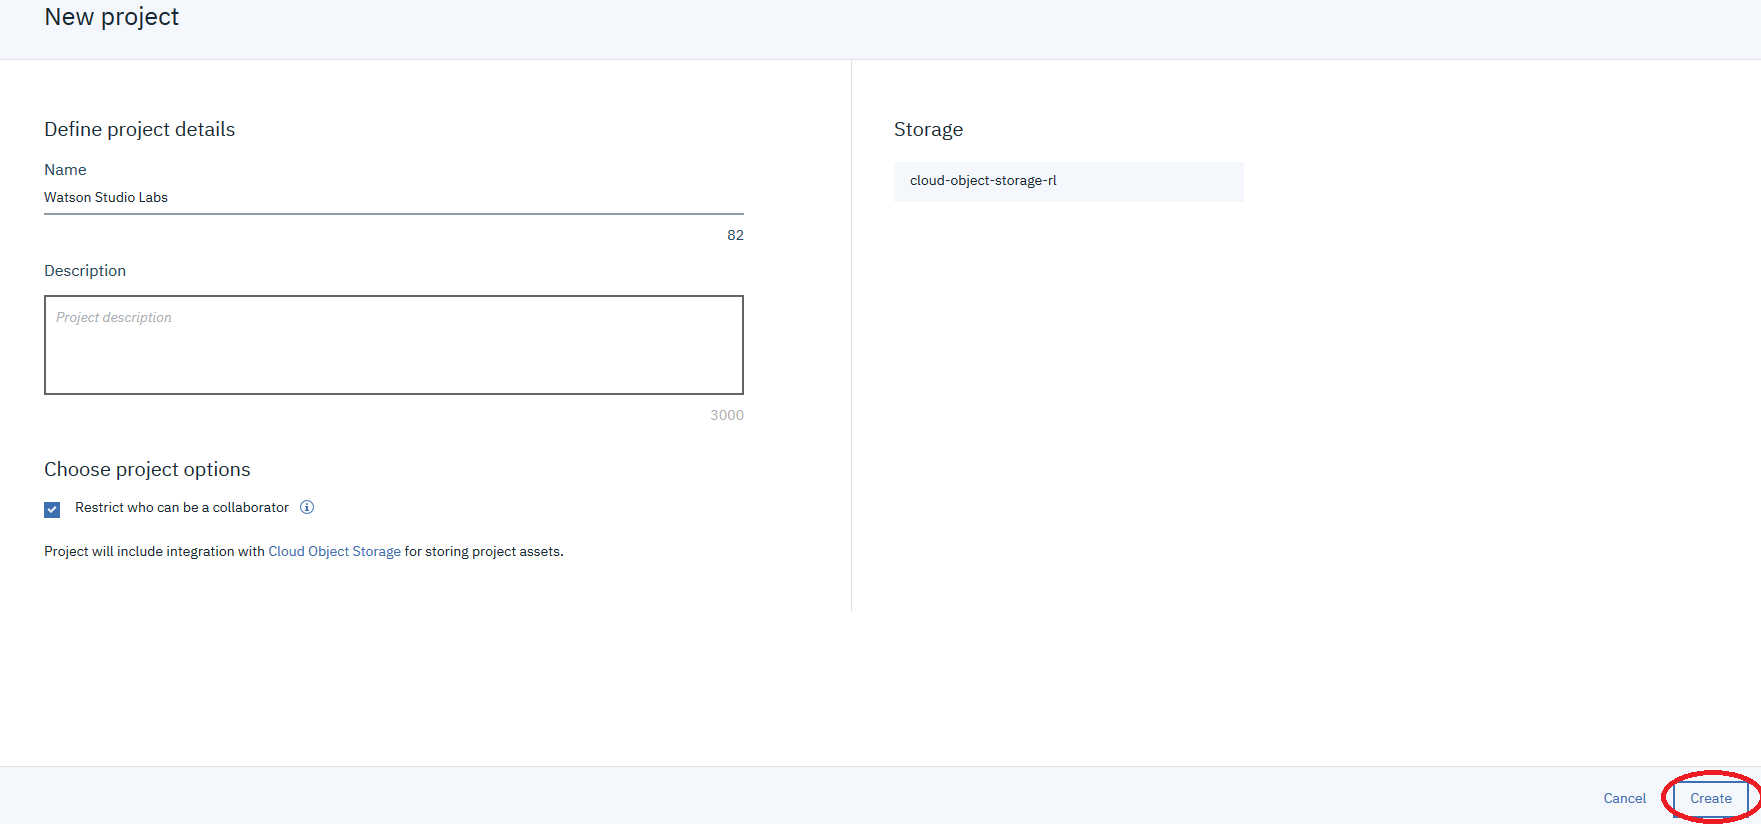 New project
Define project details
Name
Watson Studio Labs
82
Description
Project description
3000
Choose project options
Restrict who can be a collaborator
Project will include integration with Cloud Object Storage for storing project assets.
Storage
cloud-object-storage-rl
Cancel
Create